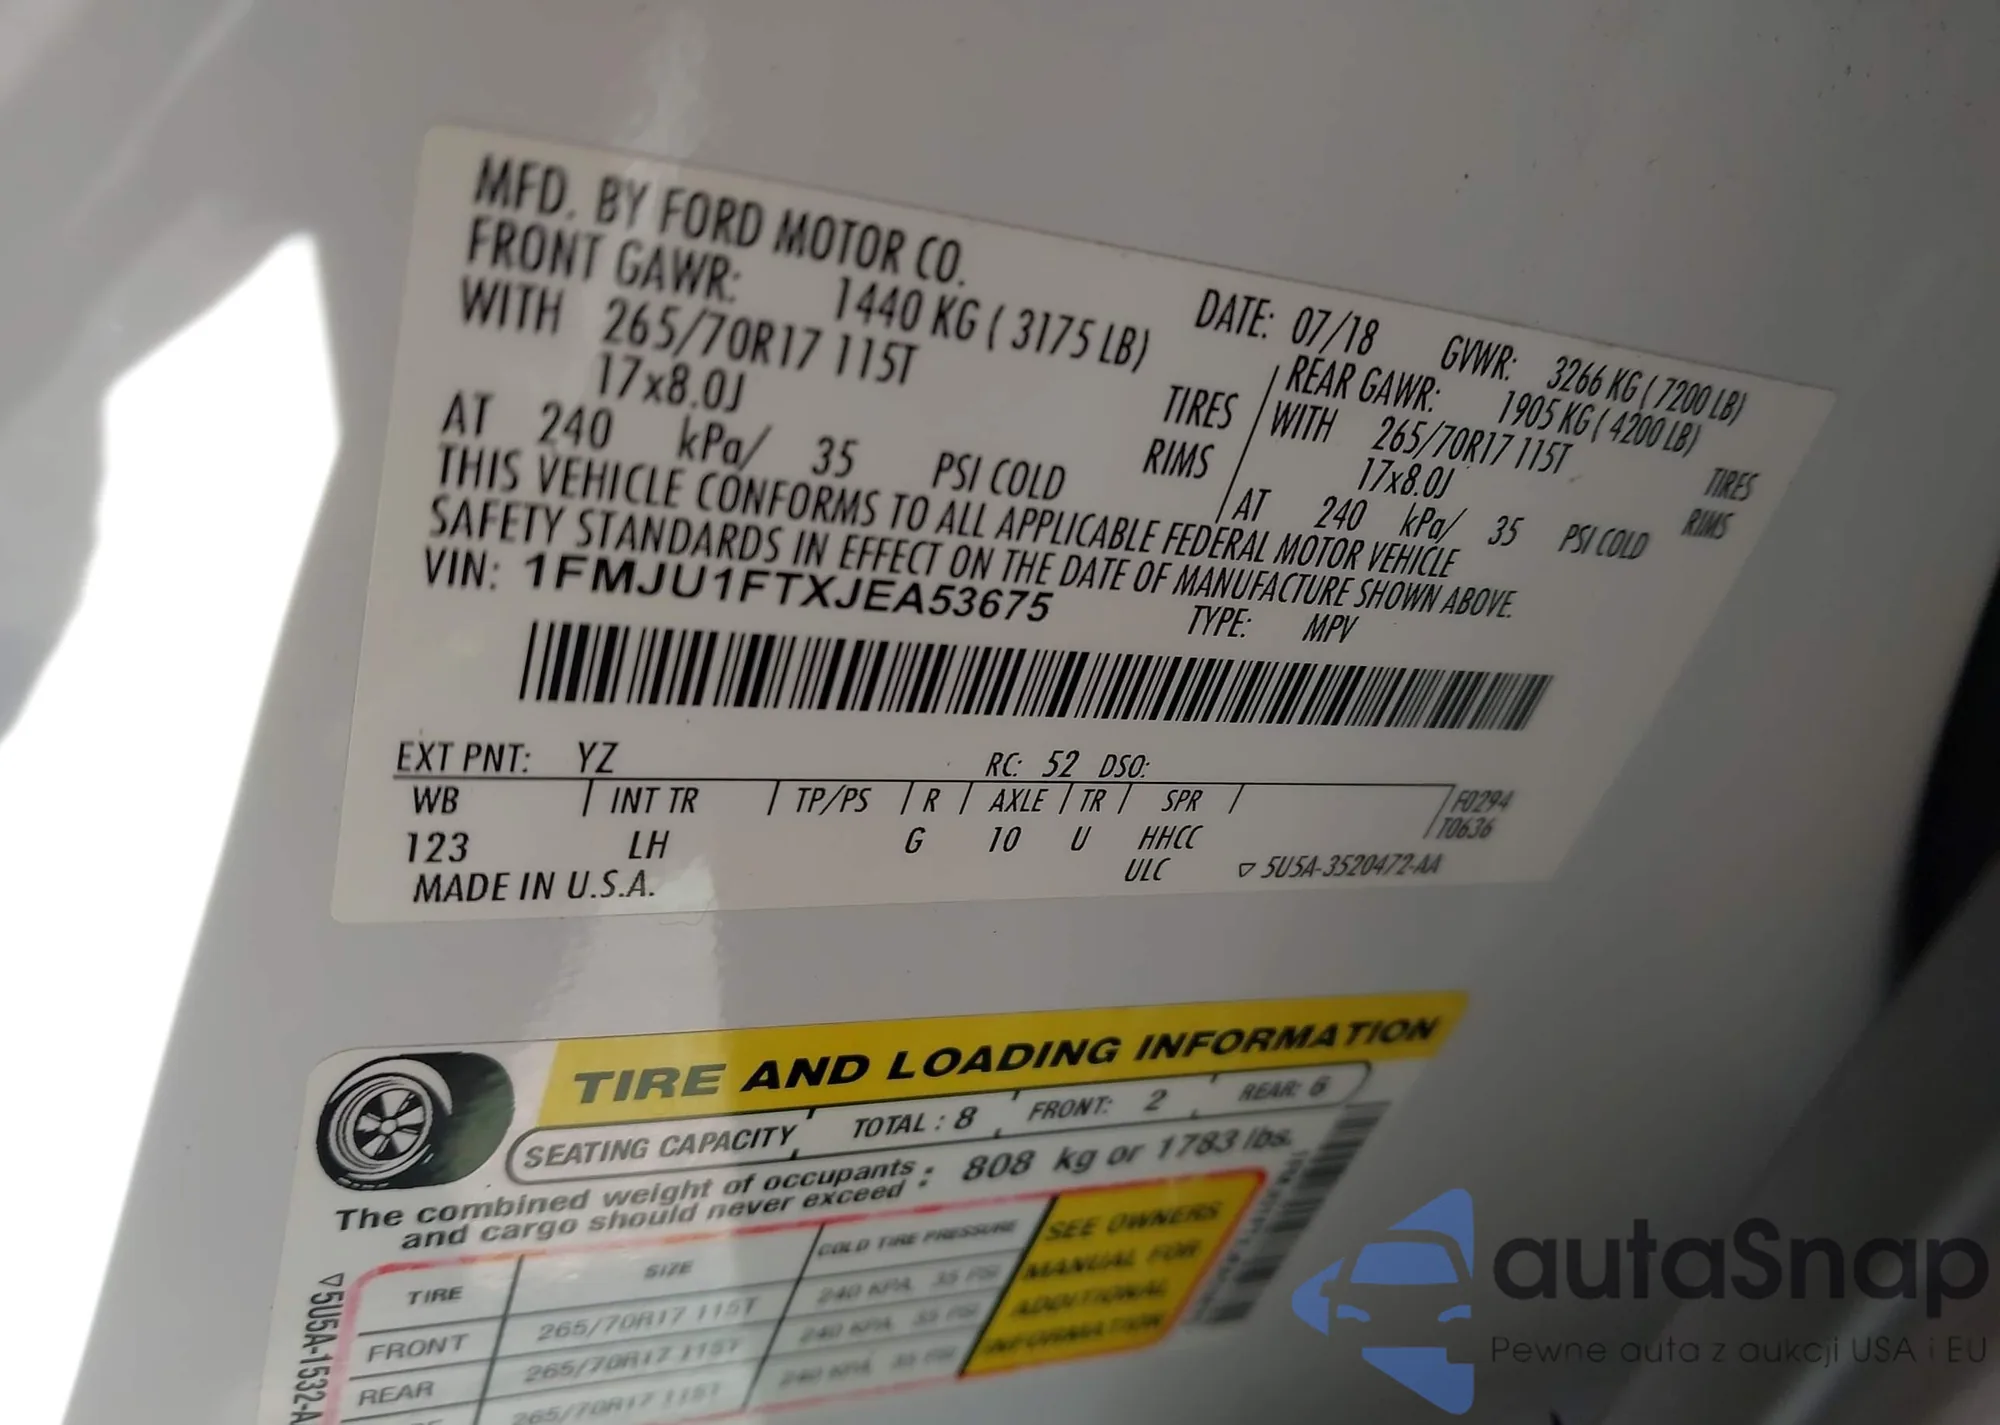 MFD. BY FORD MOTOR CO.
DATE: 07/18 GVWR: 3266 KG ( 7200 LB)
FRONT GAWR: 1440 KG ( 3175 LB)
WITH 265/70R17 115T TIRES
17x8.0J RIMS
AT 240 kPa/ 35 PSI COLD
REAR GAWR: 1905 KG ( 4200 LB)
WITH 265/70R17 115T TIRES
17x8.0J RIMS
AT 240 kPa/ 35 PSI COLD
THIS VEHICLE CONFORMS TO ALL APPLICABLE FEDERAL MOTOR VEHICLE
SAFETY STANDARDS IN EFFECT ON THE DATE OF MANUFACTURE SHOWN ABOVE.
VIN: 1FMJU1FTXJEA53675
TYPE: MPV
EXT PNT: YZ RC: 52 DSO:
WB INT TR TP/PS R AXLE TR SPR F0294
T0636
123 LH G 10 U HHCC
ULC ▽ 5U5A-3520472-AA
MADE IN U.S.A.
TIRE AND LOADING INFORMATION
SEATING CAPACITY TOTAL : 8 FRONT: 2 REAR: 6
The combined weight of occupants
and cargo should never exceed : 808 kg or 1783 lbs.
TIRE SIZE COLD TIRE PRESSURE
FRONT 265/70R17 115T 240 KPA, 35 PSI
REAR 265/70R17 115T 240 KPA, 35 PSI
265/70R17 115T 240 KPA, 35 PSI
SEE OWNERS
MANUAL FOR
ADDITIONAL
INFORMATION
▽5U5A-1532-A
autaSnap
Pewne auta z aukcji USA i EU